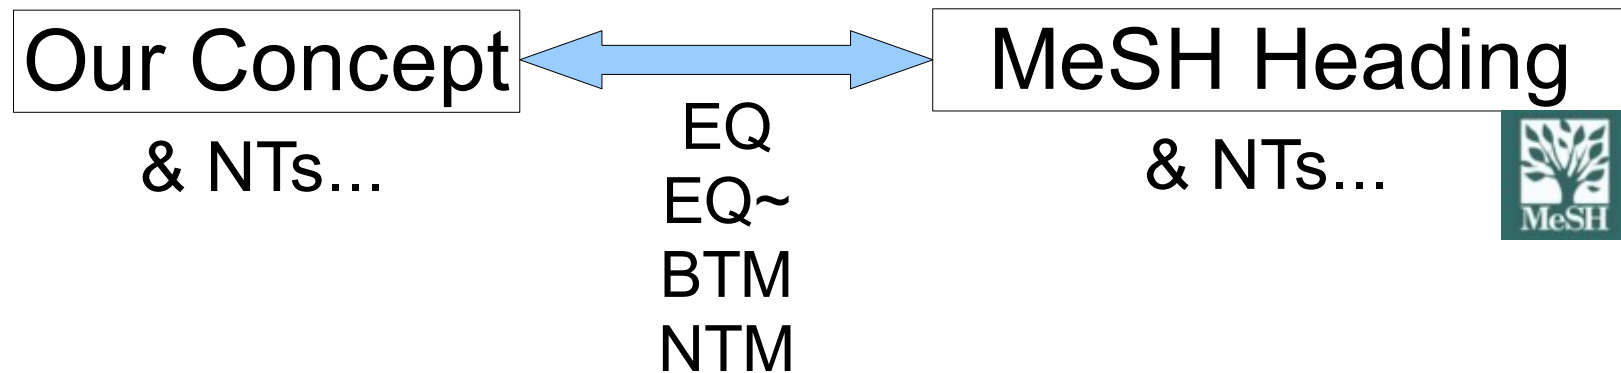 Our Concept
MeSH Heading
& NTs...
EQ
EQ~
BTM
NTM
& NTs...
MeSH